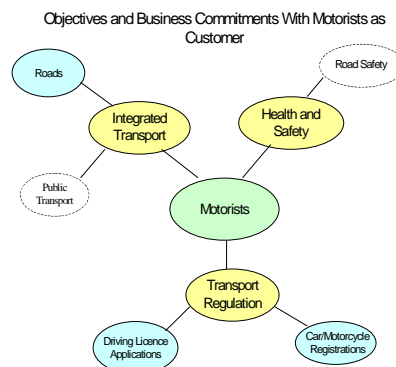 Objectives and Business Commitments With Motorists as
Customer
Road Safety
Roads
Integrated
Transport
Health and
Safety
Public
Transport
Motorists
Transport
Regulation
Driving Licence
Applications
Car/Motorcycle
Registrations